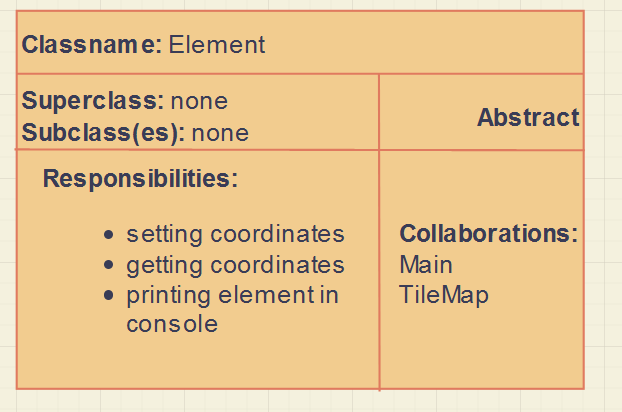 Classname: Element
Superclass: none
Subclass(es): none
Abstract
Responsibilities:
• setting coordinates
• getting coordinates
• printing element in
console
Collaborations:
Main
TileMap